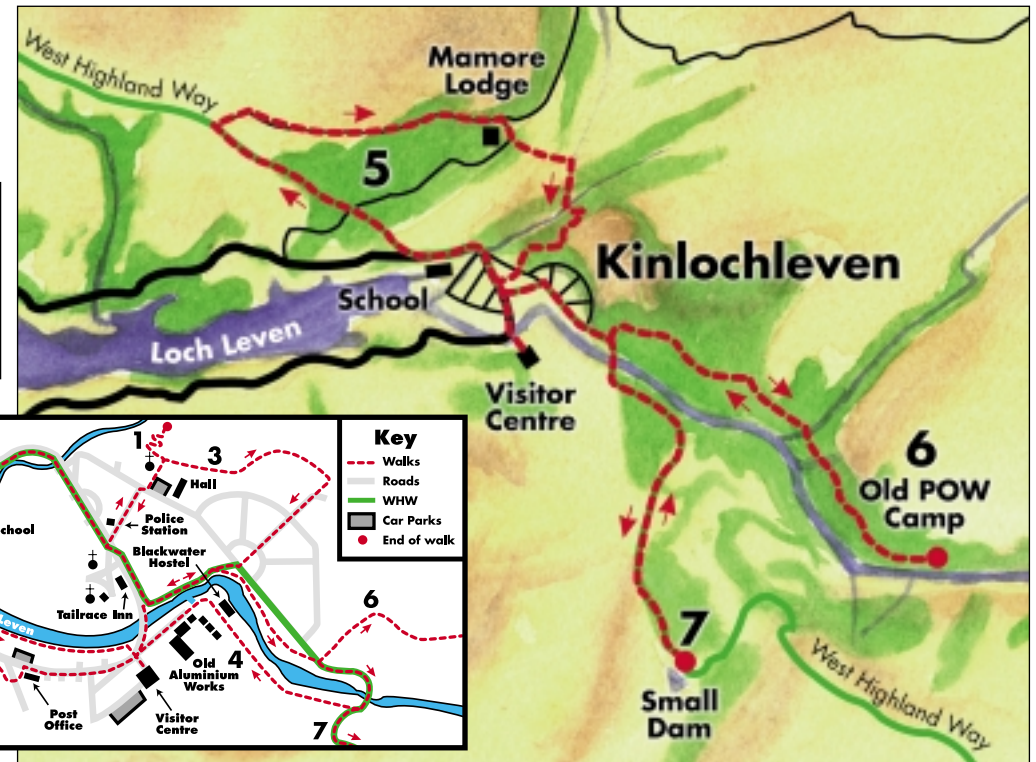 West Highland Way
Mamore
Lodge
5
Kinlochleven
School
Loch Leven
Visitor
Centre
6
Old POW
Camp
7
Small
Dam
West Highland Way
1
3
Hall
Police
Station
chool
Blackwater
Hostel
Tailrace Inn
Leven
6
Old
Aluminium
Works
4
Post
Office
Visitor
Centre
7
Key
Walks
Roads
WHW
Car Parks
End of walk